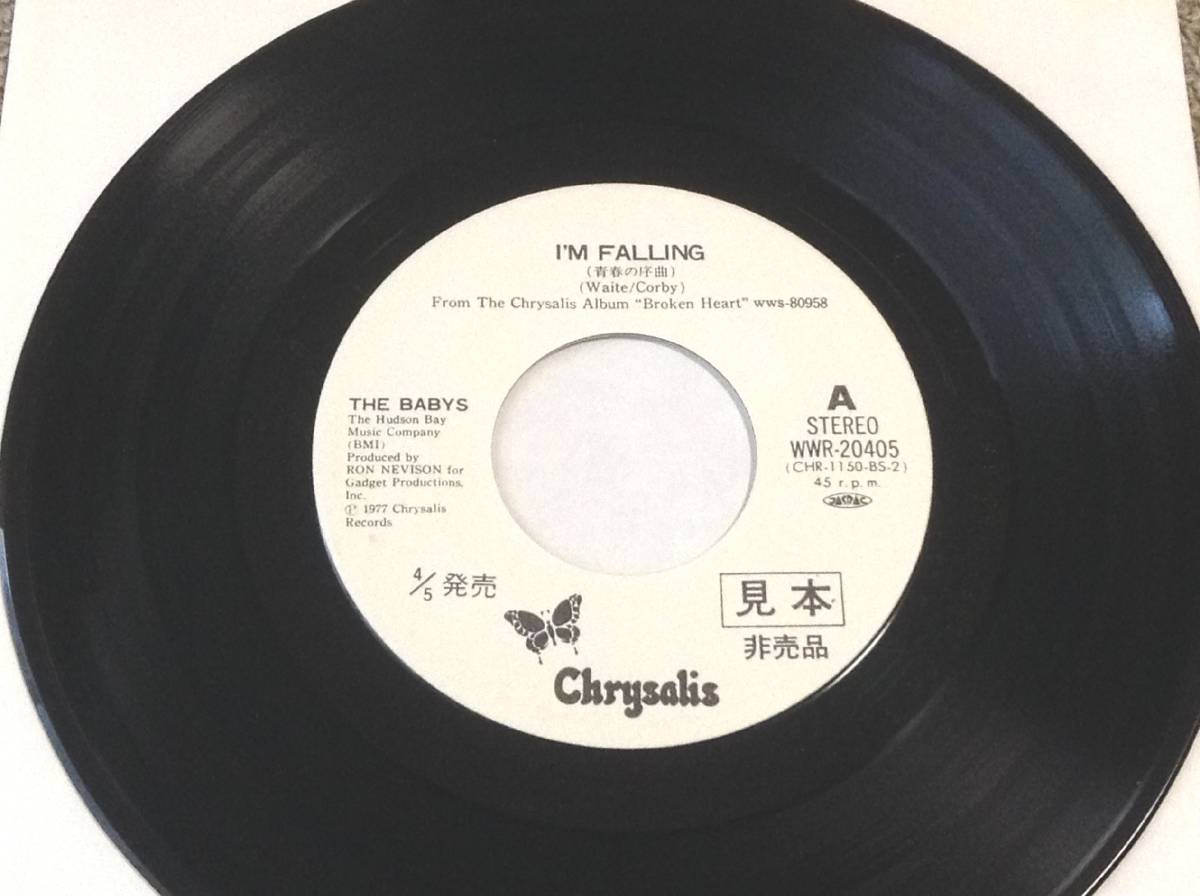 I'M FALLING
(青春の序曲)
(Waite/Corby)
From The Chrysalis Album "Broken Heart" wws-80958
THE BABYS
The Hudson Bay
Music Company
(BMI)
Produced by
RON NEVISON for
Gadget Productions,
Inc.
Ⓟ 1977 Chrysalis
Records
A
STEREO
WWR-20405
(CHR-1150-BS-2)
45 r.p.m.
JASRAC
4/5 発売
見本
非売品
Chrysalis